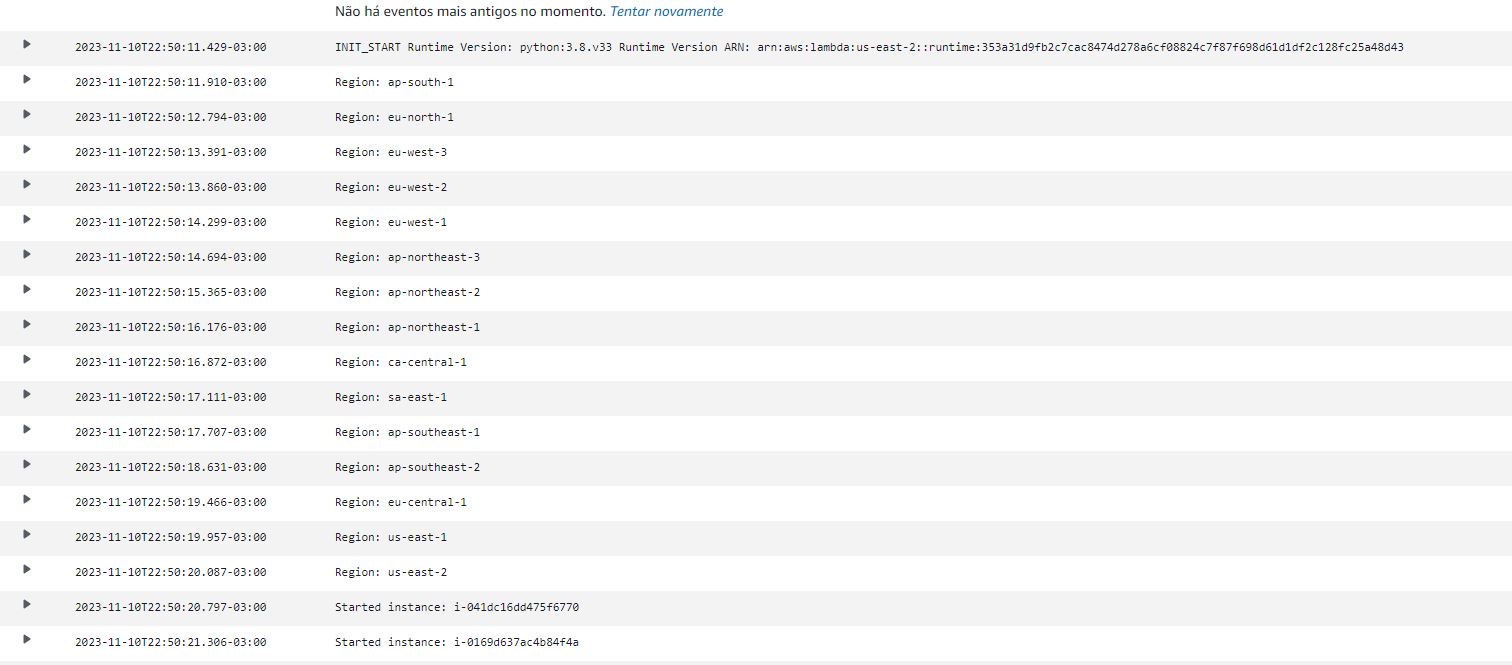 Não há eventos mais antigos no momento. Tentar novamente
2023-11-10T22:50:11.429-03:00 INIT_START Runtime Version: python:3.8.v33 Runtime Version ARN: arn:aws:lambda:us-east-2::runtime:353a31d9fb2c7cac8474d278a6cf08824c7f87f698d61d1df2c128fc25a48d43
2023-11-10T22:50:11.910-03:00 Region: ap-south-1
2023-11-10T22:50:12.794-03:00 Region: eu-north-1
2023-11-10T22:50:13.391-03:00 Region: eu-west-3
2023-11-10T22:50:13.860-03:00 Region: eu-west-2
2023-11-10T22:50:14.299-03:00 Region: eu-west-1
2023-11-10T22:50:14.694-03:00 Region: ap-northeast-3
2023-11-10T22:50:15.365-03:00 Region: ap-northeast-2
2023-11-10T22:50:16.176-03:00 Region: ap-northeast-1
2023-11-10T22:50:16.872-03:00 Region: ca-central-1
2023-11-10T22:50:17.111-03:00 Region: sa-east-1
2023-11-10T22:50:17.707-03:00 Region: ap-southeast-1
2023-11-10T22:50:18.631-03:00 Region: ap-southeast-2
2023-11-10T22:50:19.466-03:00 Region: eu-central-1
2023-11-10T22:50:19.957-03:00 Region: us-east-1
2023-11-10T22:50:20.087-03:00 Region: us-east-2
2023-11-10T22:50:20.797-03:00 Started instance: i-041dc16dd475f6770
2023-11-10T22:50:21.306-03:00 Started instance: i-0169d637ac4b84f4a